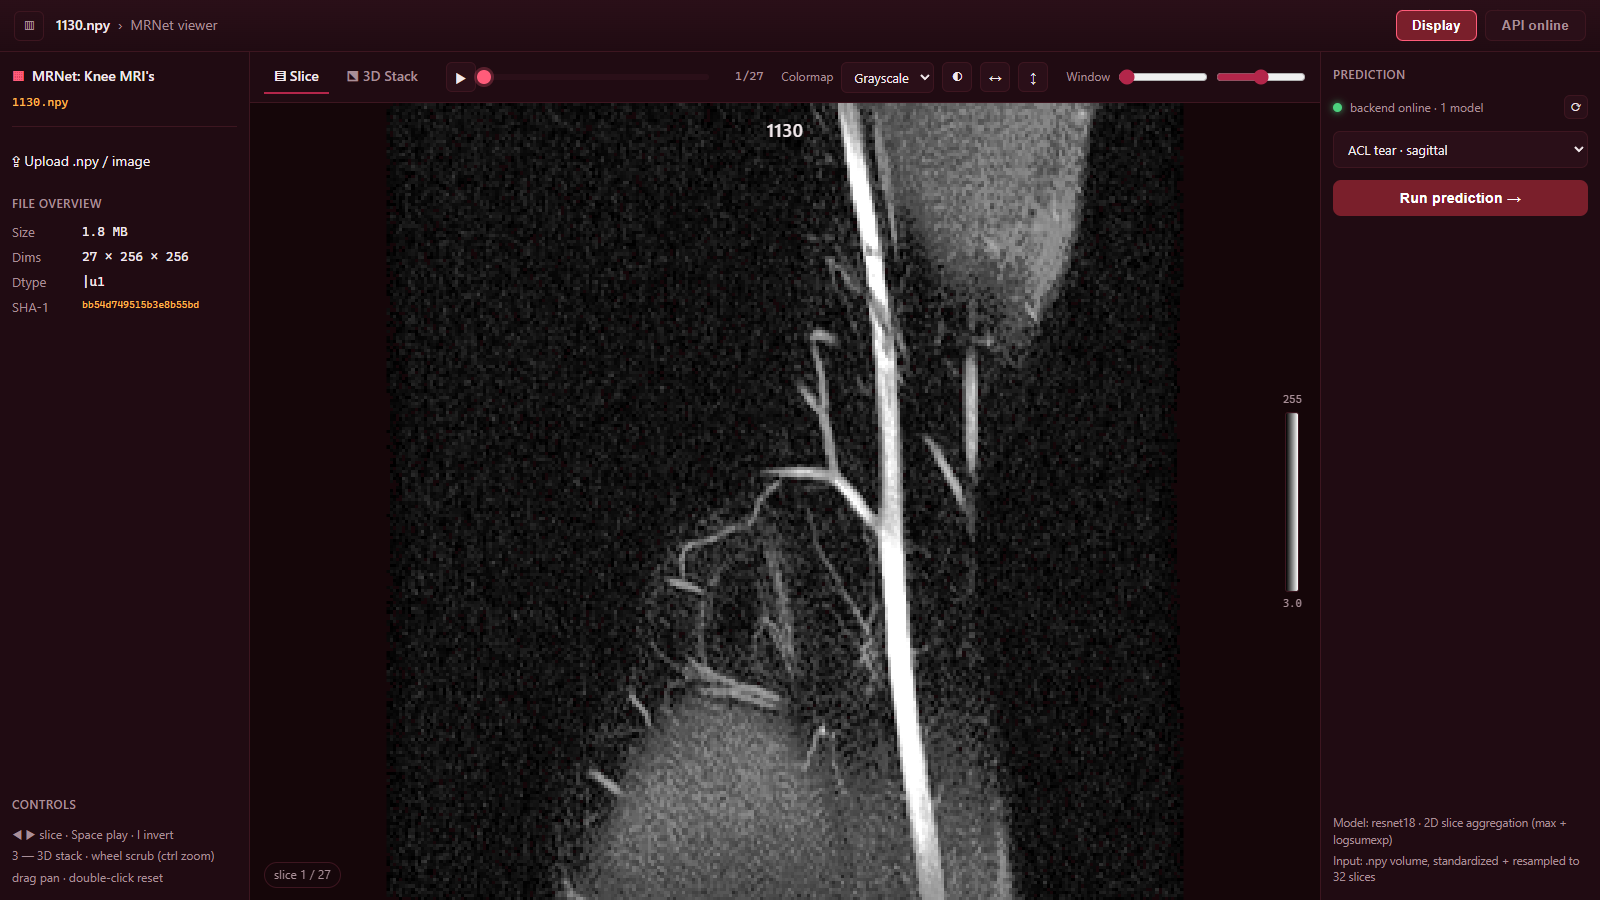 1130.npy › MRNet viewer
Display
API online
MRNet: Knee MRI's
1130.npy
Upload .npy / image
FILE OVERVIEW
Size 1.8 MB
Dims 27 × 256 × 256
Dtype |u1
SHA-1 bb54d749515b3e8b55bd
CONTROLS
◀ ▶ slice · Space play · I invert
3 — 3D stack · wheel scrub (ctrl zoom)
drag pan · double-click reset
Slice
3D Stack
1/27
Colormap
Grayscale
Window
1130
255
3.0
slice 1 / 27
PREDICTION
backend online · 1 model
ACL tear · sagittal
Run prediction →
Model: resnet18 · 2D slice aggregation (max +
logsumexp)
Input: .npy volume, standardized + resampled to
32 slices